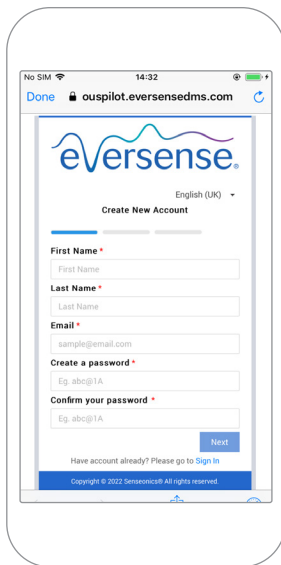 No SIM 14:32
Done ouspilot.eversensedms.com
eversense®
English (UK)
Create New Account
First Name *
First Name
Last Name *
Last Name
Email *
sample@email.com
Create a password *
Eg. abc@1A
Confirm your password *
Eg. abc@1A
Next
Have account already? Please go to Sign In
Copyright © 2022 Senseonics® All rights reserved.